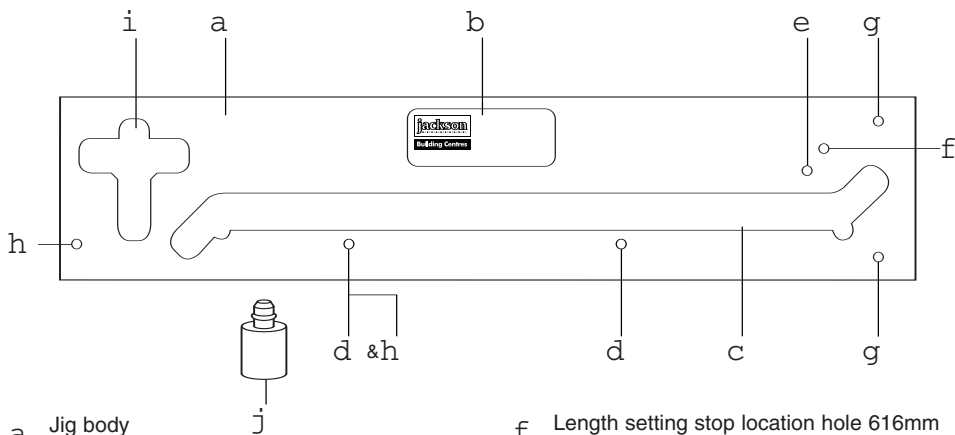 i a b e g
jackson
Building Centres
f
h
d &h d c g
j
a Jig body
f Length setting stop location hole 616mm